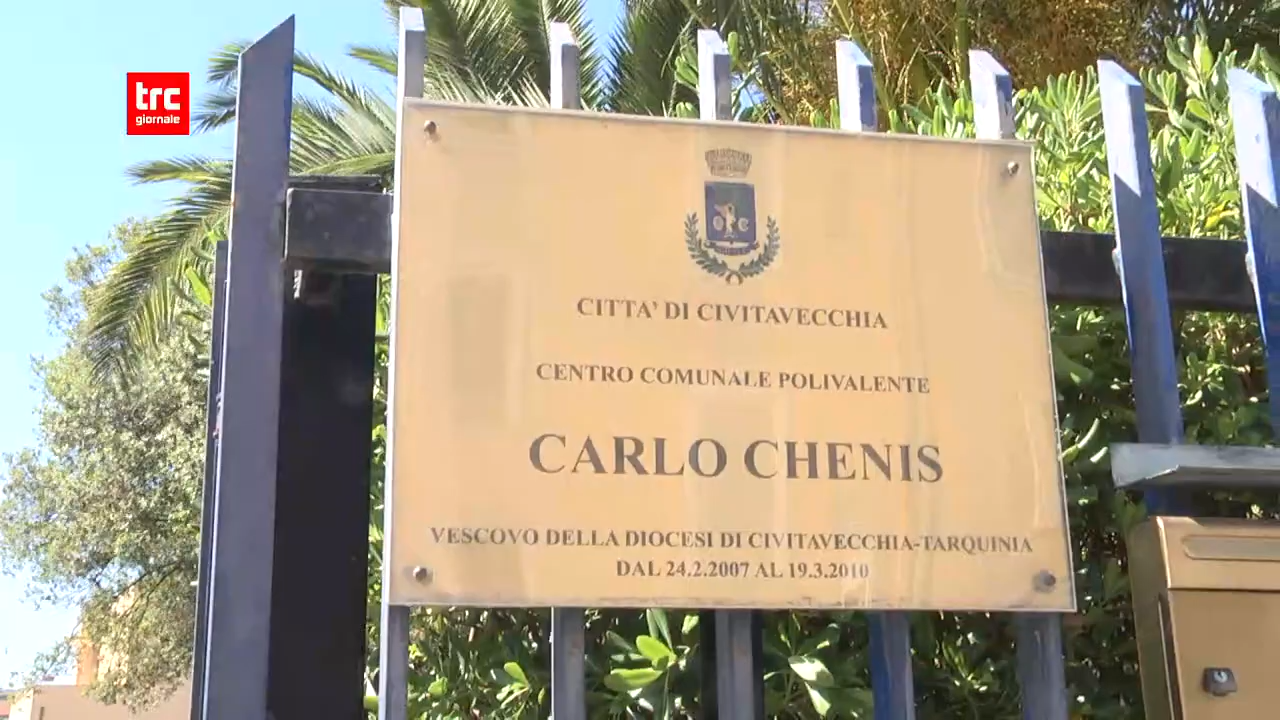 trc
giornale
O C
CITTA' DI CIVITAVECCHIA
CENTRO COMUNALE POLIVALENTE
CARLO CHENIS
VESCOVO DELLA DIOCESI DI CIVITAVECCHIA-TARQUINIA
DAL 24.2.2007 AL 19.3.2010